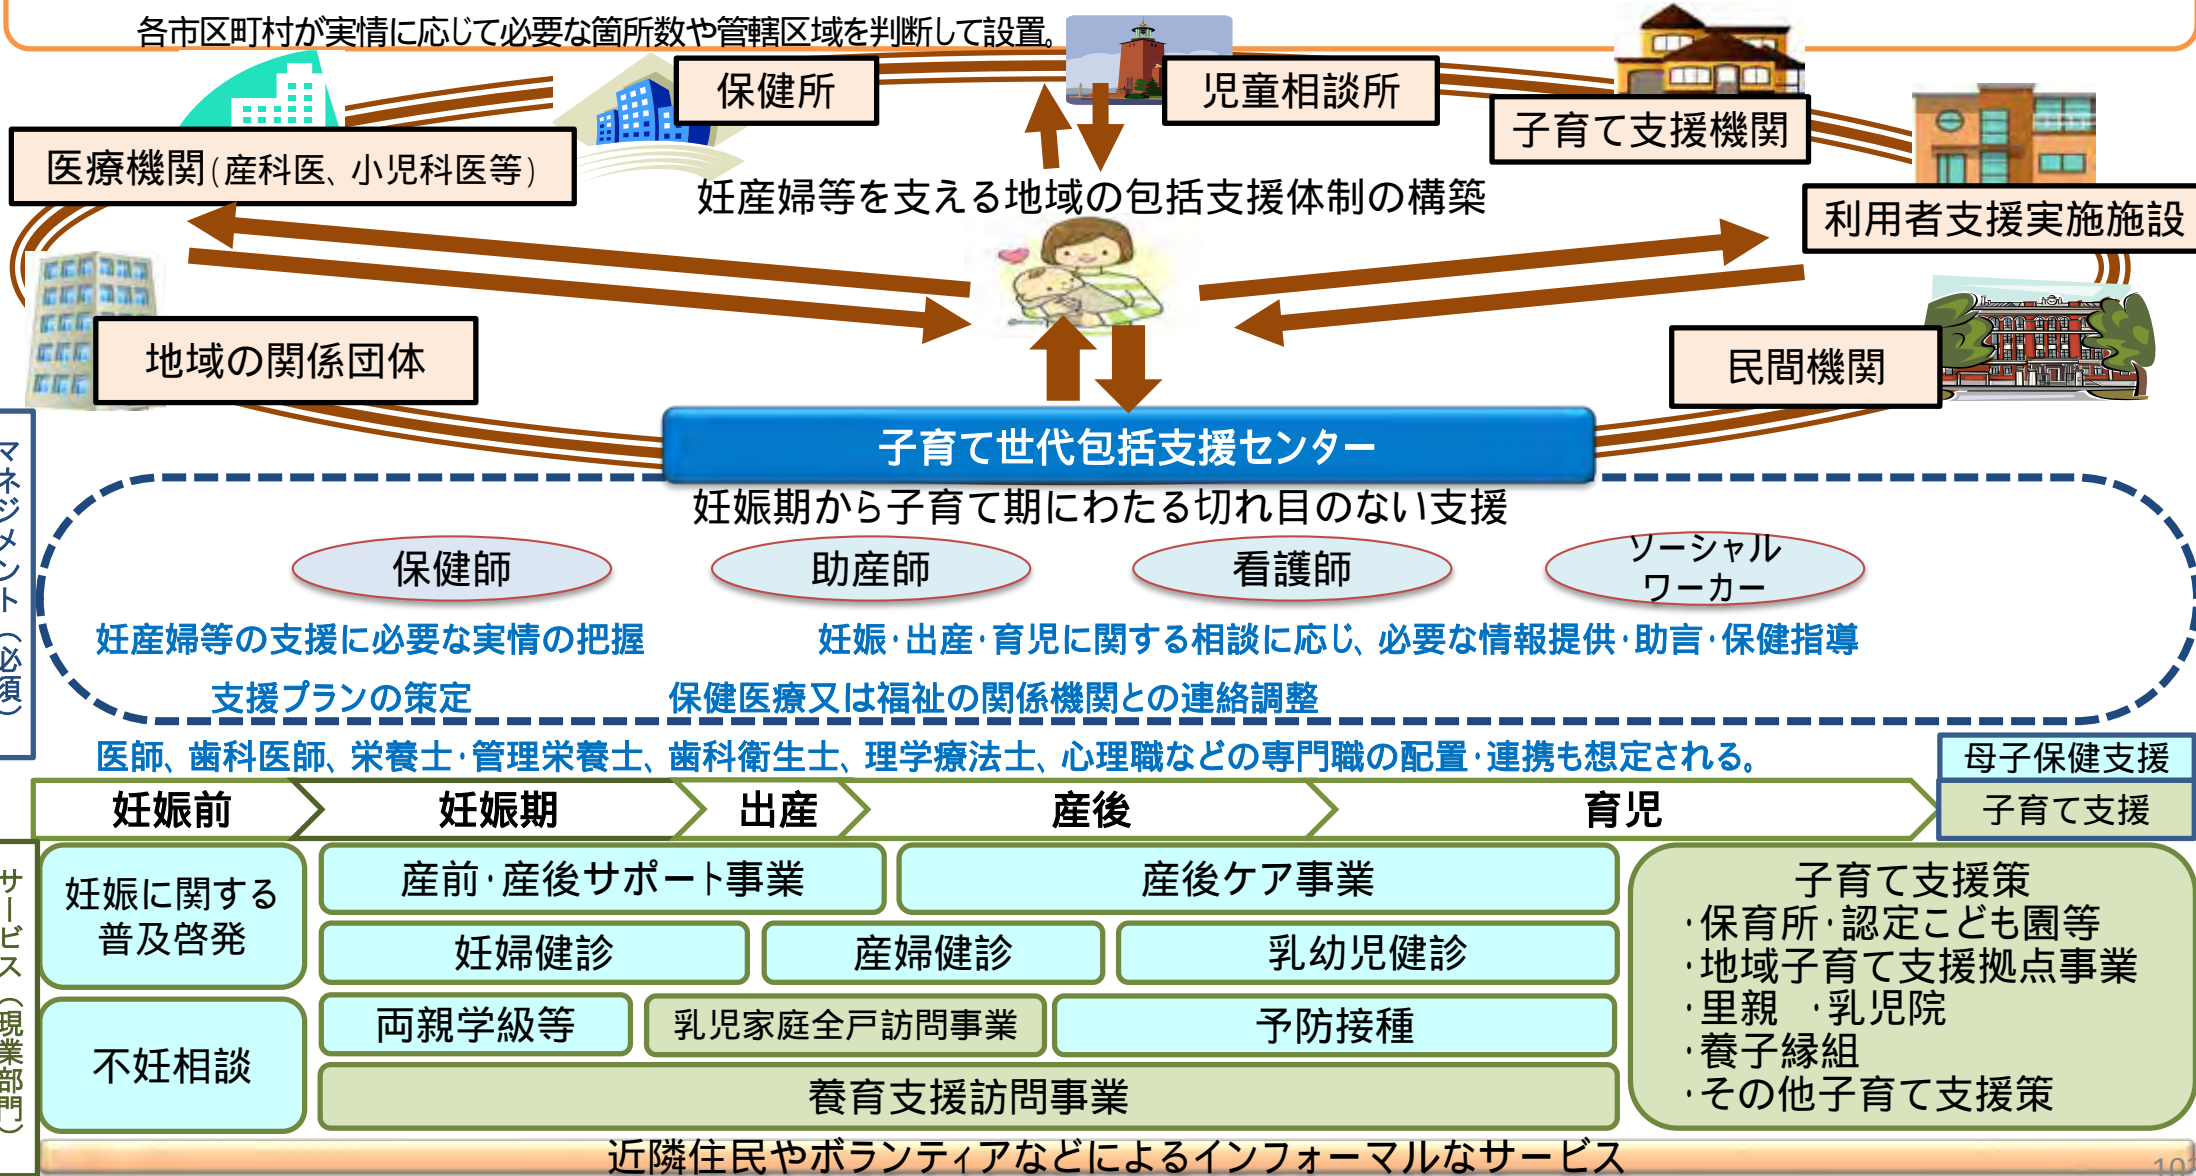 各市区町村が実情に応じて必要な箇所数や管轄区域を判断して設置。
保健所
児童相談所
子育て支援機関
医療機関(産科医、小児科医等)
妊産婦等を支える地域の包括支援体制の構築
利用者支援実施施設
地域の関係団体
民間機関
子育て世代包括支援センター
妊娠期から子育て期にわたる切れ目のない支援
マネジメント(必須)
保健師
助産師
看護師
ソーシャル
ワーカー
妊産婦等の支援に必要な実情の把握
妊娠・出産・育児に関する相談に応じ、必要な情報提供・助言・保健指導
支援プランの策定
保健医療又は福祉の関係機関との連絡調整
医師、歯科医師、栄養士・管理栄養士、歯科衛生士、理学療法士、心理職などの専門職の配置・連携も想定される。
母子保健支援
子育て支援
妊娠前
妊娠期
出産
産後
育児
サービス(現業部門)
妊娠に関する
普及啓発
産前・産後サポート事業
産後ケア事業
妊婦健診
産婦健診
乳幼児健診
不妊相談
両親学級等
乳児家庭全戸訪問事業
予防接種
養育支援訪問事業
子育て支援策
・保育所・認定こども園等
・地域子育て支援拠点事業
・里親 ・乳児院
・養子縁組
・その他子育て支援策
近隣住民やボランティアなどによるインフォーマルなサービス